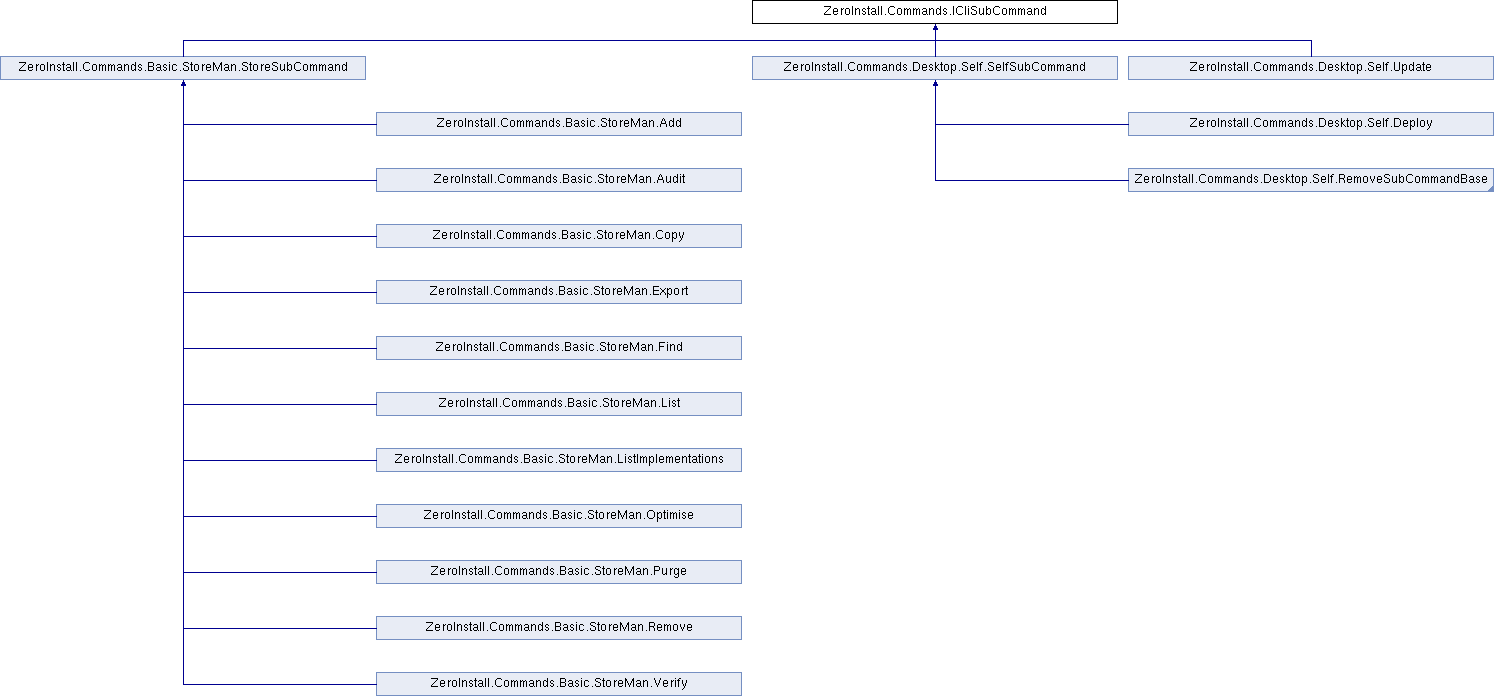 ZeroInstall.Commands.ICliSubCommand
ZeroInstall.Commands.Basic.StoreMan.StoreSubCommand
ZeroInstall.Commands.Desktop.Self.SelfSubCommand
ZeroInstall.Commands.Desktop.Self.Update
ZeroInstall.Commands.Basic.StoreMan.Add
ZeroInstall.Commands.Desktop.Self.Deploy
ZeroInstall.Commands.Basic.StoreMan.Audit
ZeroInstall.Commands.Desktop.Self.RemoveSubCommandBase
ZeroInstall.Commands.Basic.StoreMan.Copy
ZeroInstall.Commands.Basic.StoreMan.Export
ZeroInstall.Commands.Basic.StoreMan.Find
ZeroInstall.Commands.Basic.StoreMan.List
ZeroInstall.Commands.Basic.StoreMan.ListImplementations
ZeroInstall.Commands.Basic.StoreMan.Optimise
ZeroInstall.Commands.Basic.StoreMan.Purge
ZeroInstall.Commands.Basic.StoreMan.Remove
ZeroInstall.Commands.Basic.StoreMan.Verify